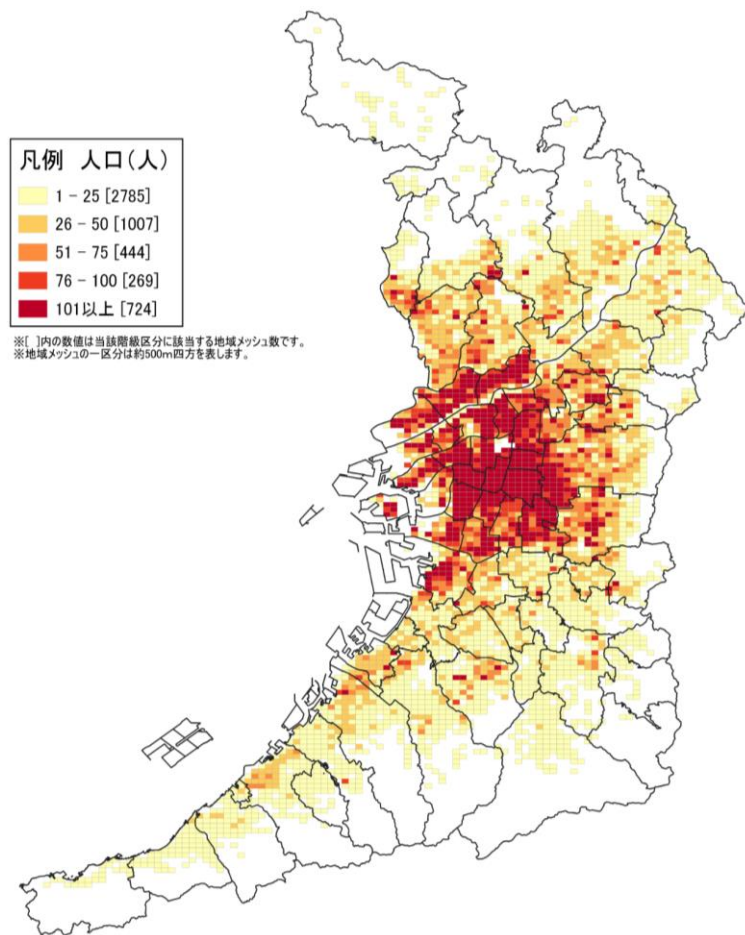 凡例 人口(人)
1 － 25 [2785]
26 － 50 [1007]
51 － 75 [444]
76 － 100 [269]
101以上 [724]
※[ ]内の数値は当該階級区分に該当する地域メッシュ数です。
※地域メッシュの一区分は約500m四方を表します。